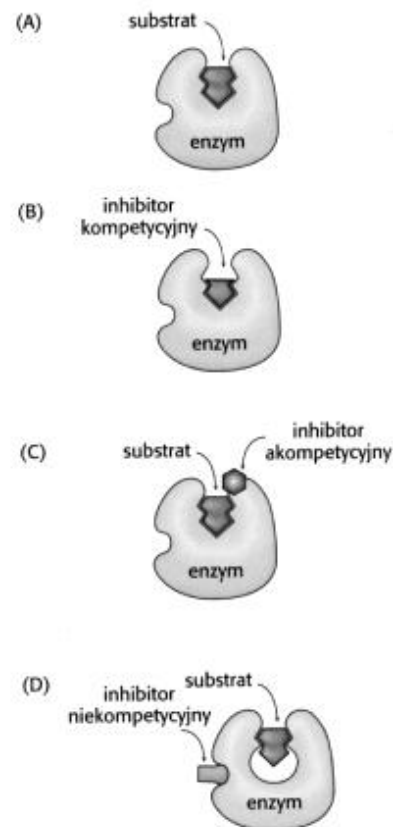 (A)
substrat
enzym
(B)
inhibitor
kompetycyjny
enzym
(C)
substrat
inhibitor
akompetycyjny
enzym
(D)
inhibitor
niekompetycyjny
substrat
enzym